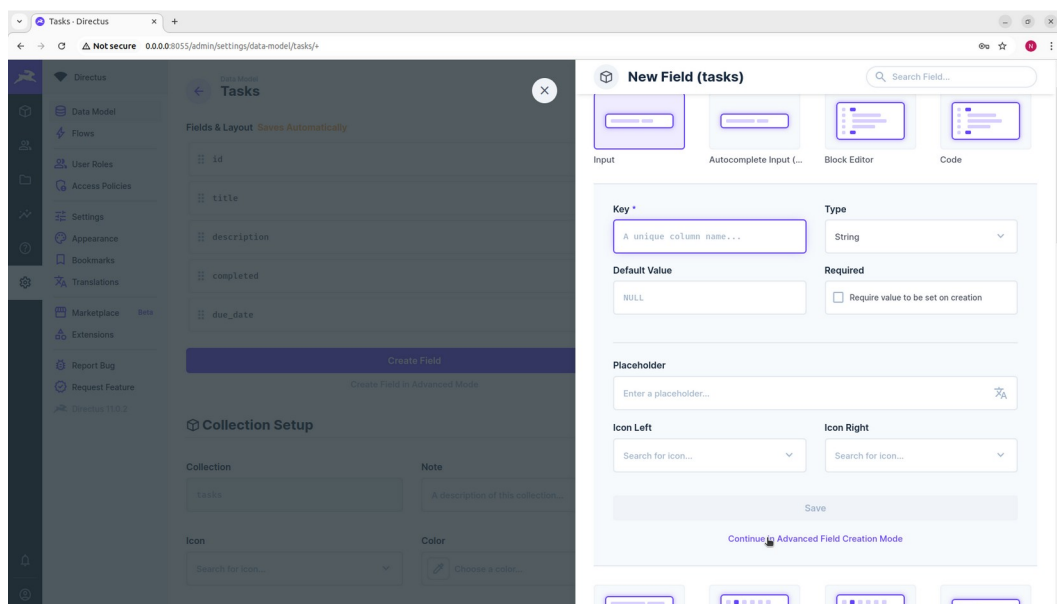 Tasks · Directus
Not secure 0.0.0.0:8055/admin/settings/data-model/tasks/+
N
Directus
Data Model
Flows
User Roles
Access Policies
Settings
Appearance
Bookmarks
Translations
Marketplace Beta
Extensions
Report Bug
Request Feature
Directus 11.0.2
Data Model
Tasks
Fields & Layout Saves Automatically
id
title
description
completed
due_date
Create Field
Create Field in Advanced Mode
Collection Setup
Collection
Note
tasks
A description of this collection...
Icon
Color
Search for icon...
Choose a color...
New Field (tasks)
Search Field...
Input
Autocomplete Input (...
Block Editor
Code
Key *
Type
A unique column name...
String
Default Value
Required
NULL
Require value to be set on creation
Placeholder
Enter a placeholder...
Icon Left
Icon Right
Search for icon...
Search for icon...
Save
Continue in Advanced Field Creation Mode